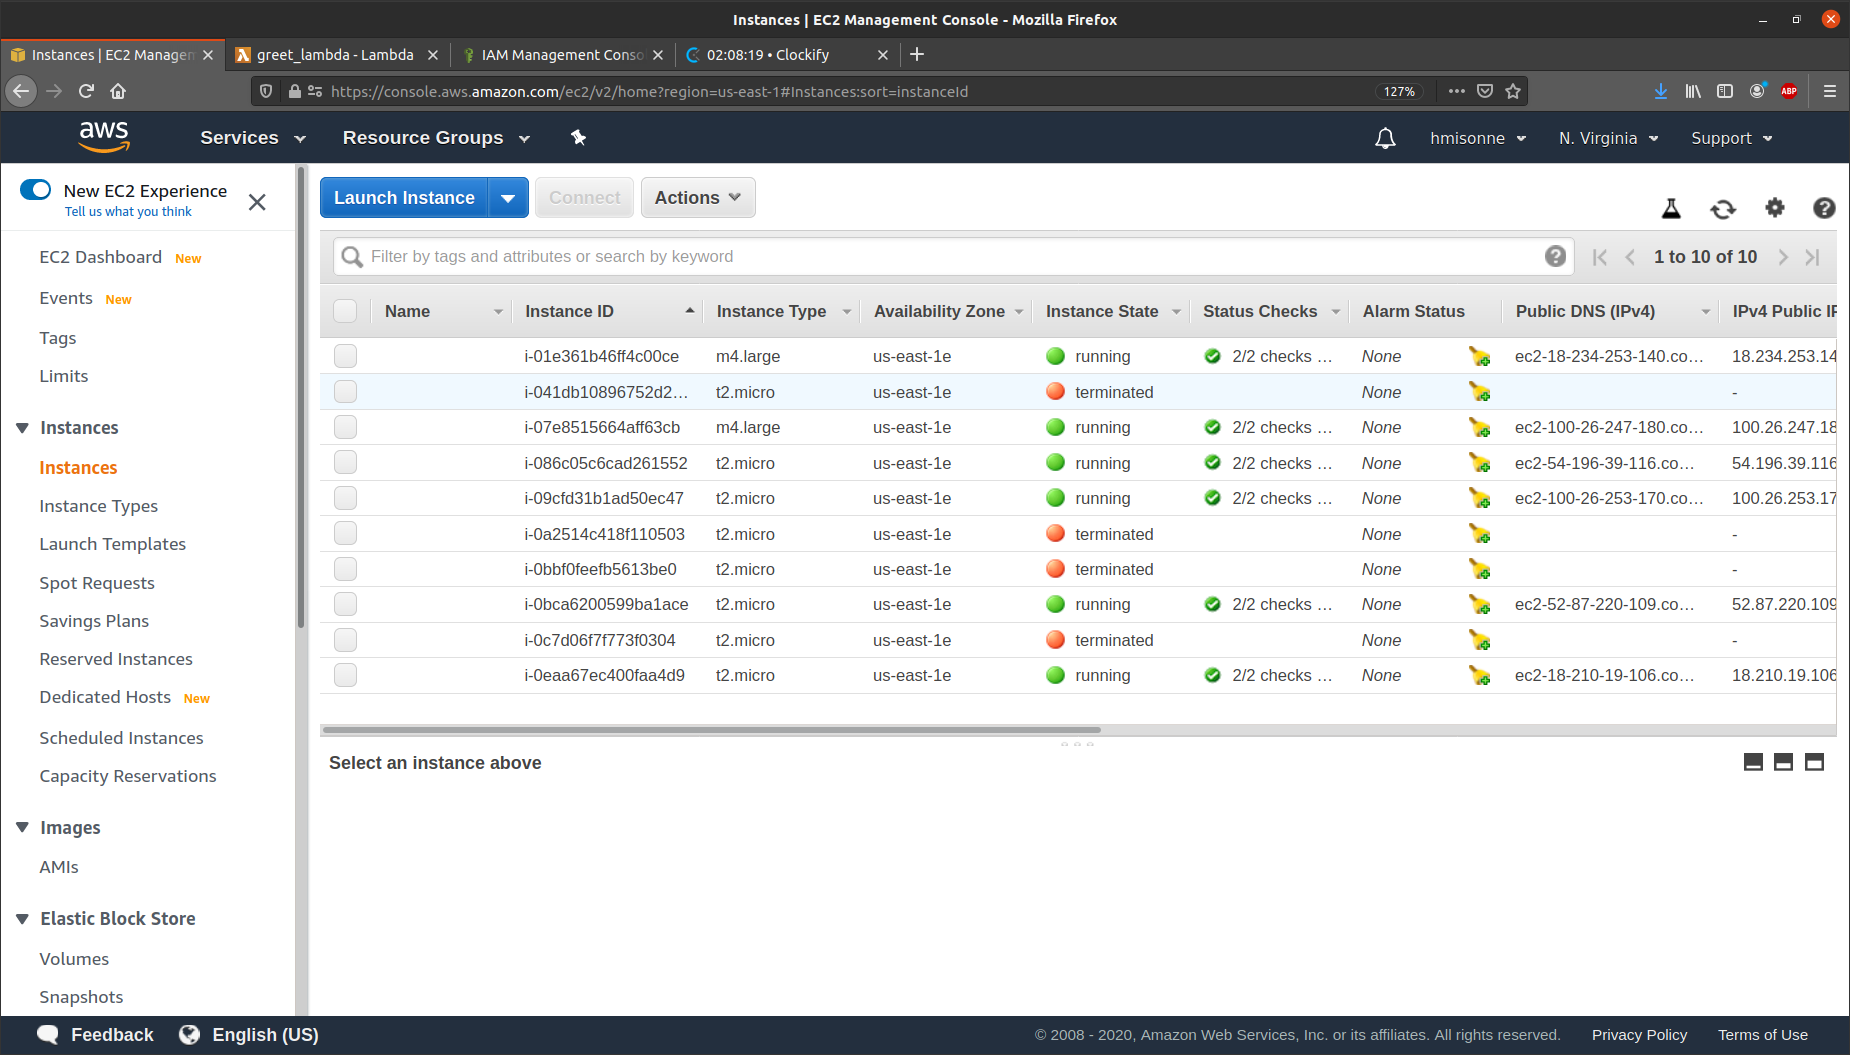 Instances | EC2 Management Console - Mozilla Firefox
Instances | EC2 Managen
greet_lambda - Lambda
IAM Management Conso
02:08:19 • Clockify
https://console.aws.amazon.com/ec2/v2/home?region=us-east-1#Instances:sort=instanceId
127%
ABP
aws
Services
Resource Groups
hmisonne
N. Virginia
Support
New EC2 Experience
Tell us what you think
EC2 Dashboard New
Events New
Tags
Limits
Instances
Instances
Instance Types
Launch Templates
Spot Requests
Savings Plans
Reserved Instances
Dedicated Hosts New
Scheduled Instances
Capacity Reservations
Images
AMIs
Elastic Block Store
Volumes
Snapshots
Launch Instance
Connect
Actions
Filter by tags and attributes or search by keyword
1 to 10 of 10
Name Instance ID Instance Type Availability Zone Instance State Status Checks Alarm Status Public DNS (IPv4) IPv4 Public IP
i-01e361b46ff4c00ce m4.large us-east-1e running 2/2 checks … None ec2-18-234-253-140.co… 18.234.253.14
i-041db10896752d2… t2.micro us-east-1e terminated None -
i-07e8515664aff63cb m4.large us-east-1e running 2/2 checks … None ec2-100-26-247-180.co… 100.26.247.18
i-086c05c6cad261552 t2.micro us-east-1e running 2/2 checks … None ec2-54-196-39-116.co… 54.196.39.116
i-09cfd31b1ad50ec47 t2.micro us-east-1e running 2/2 checks … None ec2-100-26-253-170.co… 100.26.253.17
i-0a2514c418f110503 t2.micro us-east-1e terminated None -
i-0bbf0feefb5613be0 t2.micro us-east-1e terminated None -
i-0bca6200599ba1ace t2.micro us-east-1e running 2/2 checks … None ec2-52-87-220-109.co… 52.87.220.109
i-0c7d06f7f773f0304 t2.micro us-east-1e terminated None -
i-0eaa67ec400faa4d9 t2.micro us-east-1e running 2/2 checks … None ec2-18-210-19-106.co… 18.210.19.106
Select an instance above
Feedback
English (US)
© 2008 - 2020, Amazon Web Services, Inc. or its affiliates. All rights reserved.
Privacy Policy
Terms of Use